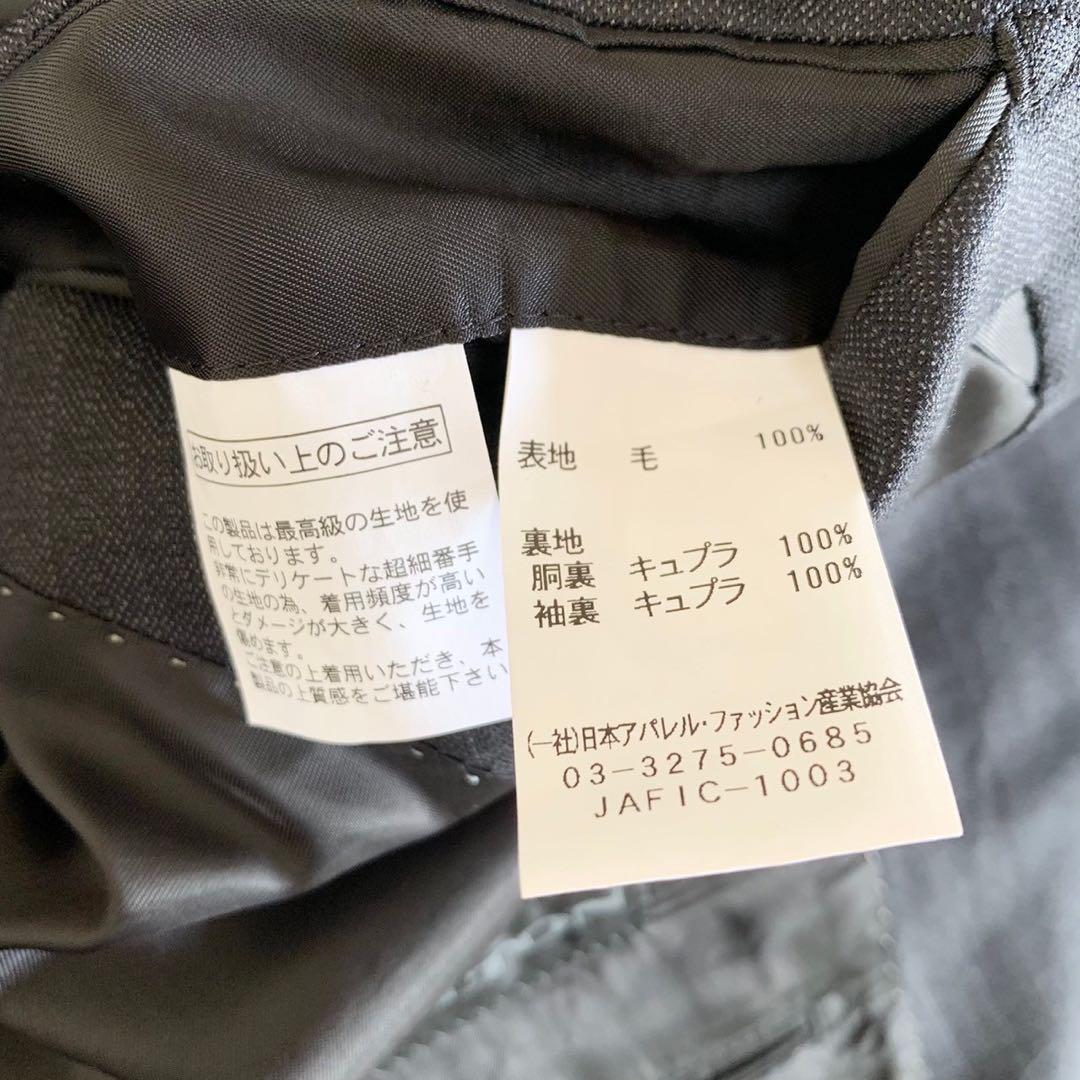 お取り扱い上のご注意
この製品は最高級の生地を使
用しております。
非常にデリケートな超細番手
の生地の為、着用頻度が高い
とダメージが大きく、生地を
傷めます。
ご注意の上着用いただき、本
製品の上質感をご堪能下さい
表地 毛 100%
裏地
胴裏 キュプラ 100%
袖裏 キュプラ 100%
(一社)日本アパレル・ファッション産業協会
03-3275-0685
JAFIC-1003